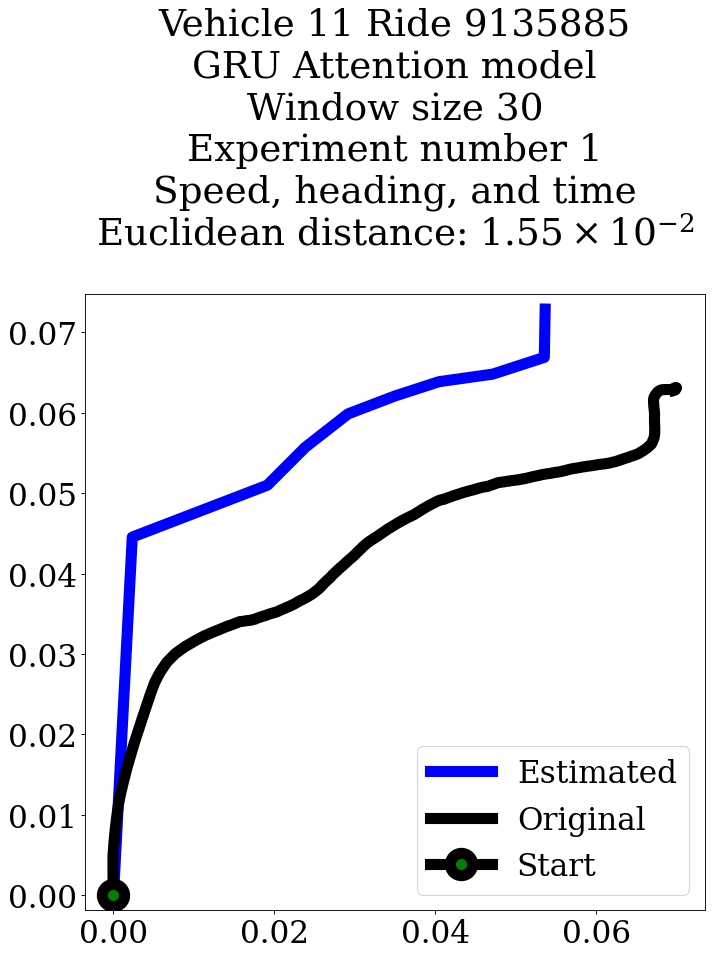 Vehicle 11 Ride 9135885
GRU Attention model
Window size 30
Experiment number 1
Speed, heading, and time
Euclidean distance: 1.55 × 10⁻²
0.07
0.06
0.05
0.04
0.03
0.02
0.01
0.00
Estimated
Original
Start
0.00 0.02 0.04 0.06